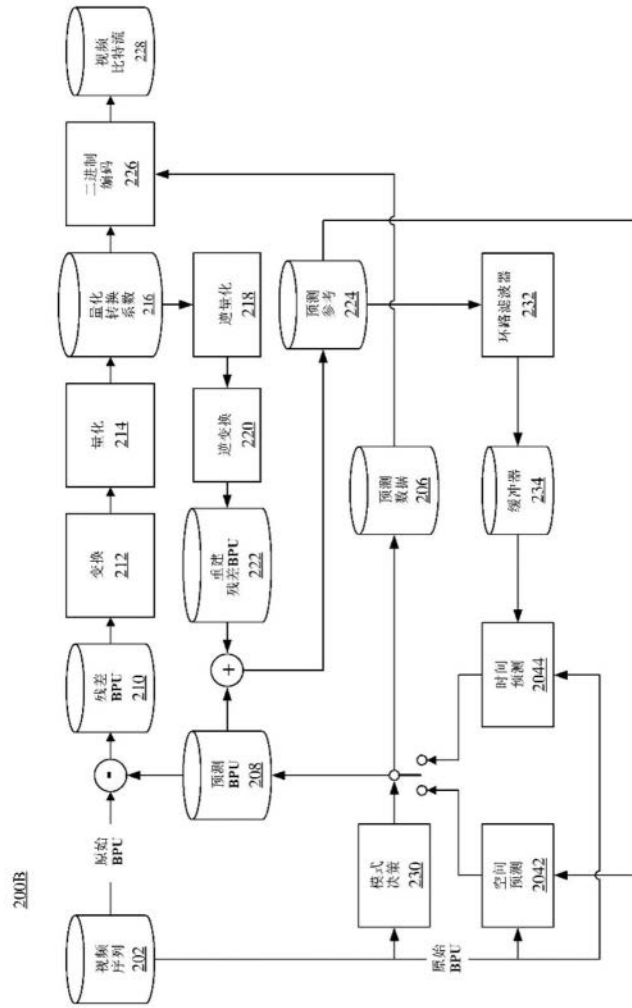 200B
视频
序列
202
原始
BPU
残差
BPU
210
变换
212
量化
214
量化
转换
系数
216
二进制
编码
226
视频
比特流
228
预测
BPU
208
重建
残差BPU
222
逆变换
220
逆量化
218
预测
参考
224
模式
决策
230
预测
数据
206
原始
BPU
空间
预测
2042
时间
预测
2044
缓冲器
234
环路滤波器
232